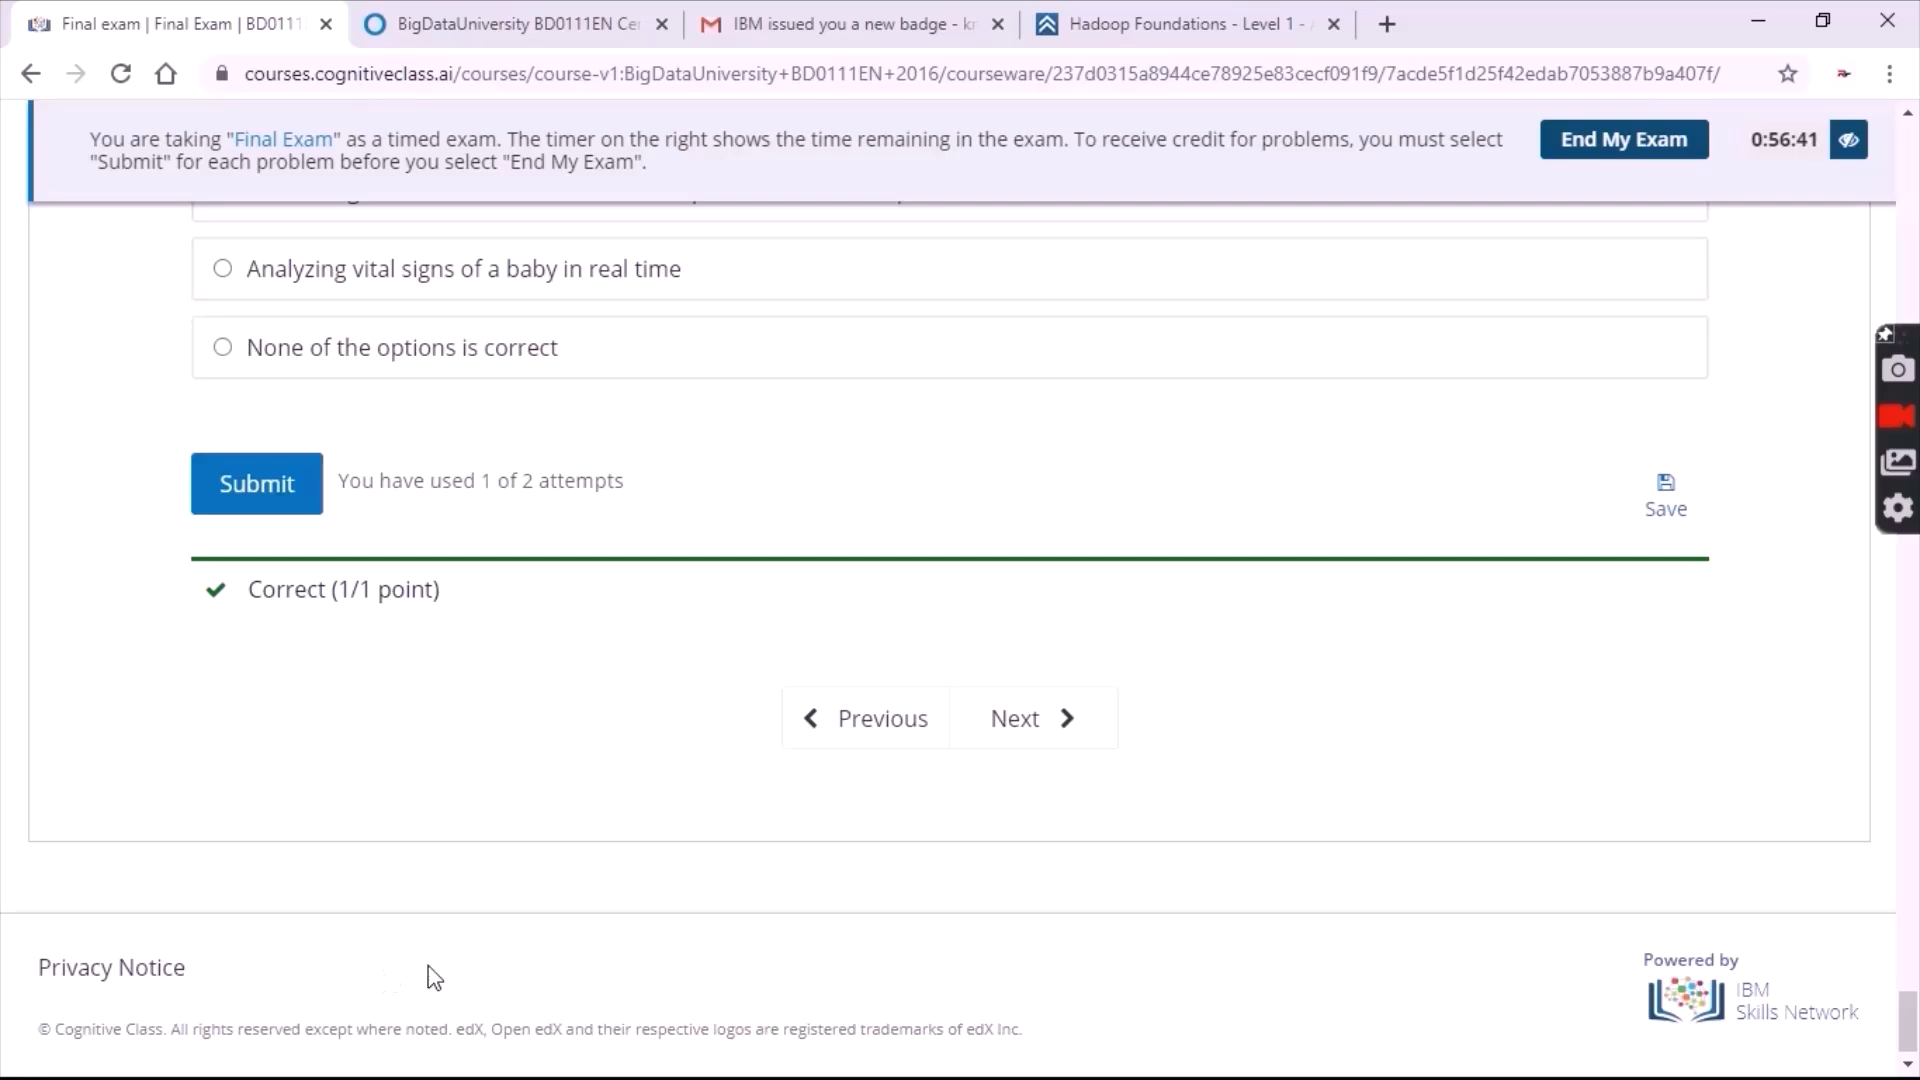 Final exam | Final Exam | BD0111
BigDataUniversity BD0111EN Cer
IBM issued you a new badge - kr
Hadoop Foundations - Level 1 -
courses.cognitiveclass.ai/courses/course-v1:BigDataUniversity+BD0111EN+2016/courseware/237d0315a8944ce78925e83cecf091f9/7acde5f1d25f42edab7053887b9a407f/
You are taking "Final Exam" as a timed exam. The timer on the right shows the time remaining in the exam. To receive credit for problems, you must select
"Submit" for each problem before you select "End My Exam".
End My Exam
0:56:41
Analyzing vital signs of a baby in real time
None of the options is correct
Submit
You have used 1 of 2 attempts
Save
Correct (1/1 point)
Previous
Next
Privacy Notice
Powered by
IBM
Skills Network
© Cognitive Class. All rights reserved except where noted. edX, Open edX and their respective logos are registered trademarks of edX Inc.